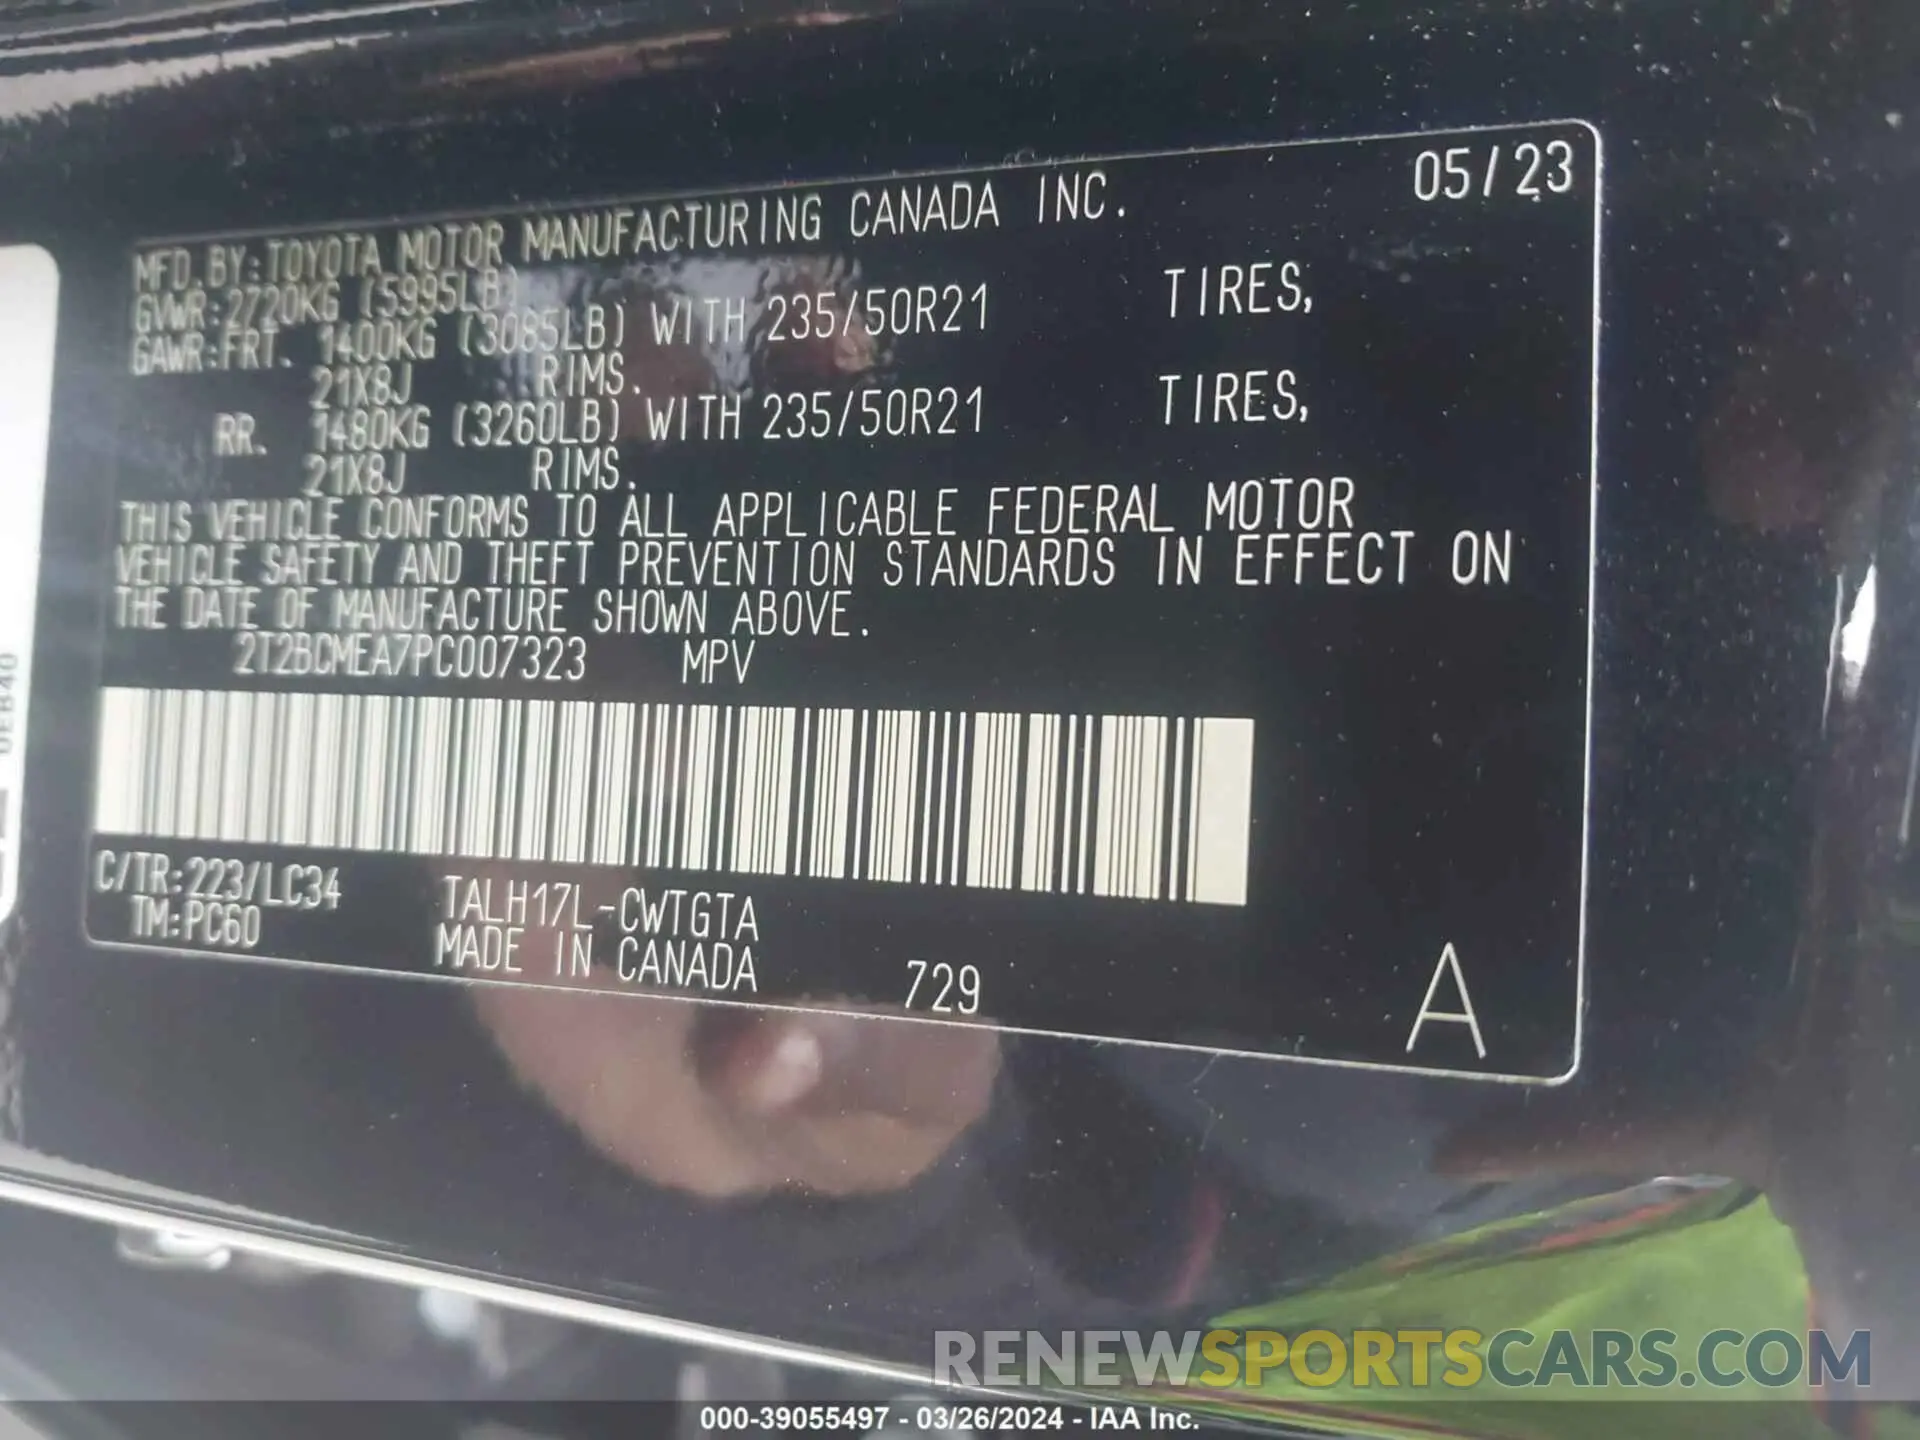 05/23
MFD.BY:TOYOTA MOTOR MANUFACTURING CANADA INC.
GVWR:2720KG (5995LB)
GAWR:FRT. 1400KG (3085LB) WITH 235/50R21 TIRES,
21X8J RIMS.
RR. 1480KG (3260LB) WITH 235/50R21 TIRES,
21X8J RIMS.
THIS VEHICLE CONFORMS TO ALL APPLICABLE FEDERAL MOTOR
VEHICLE SAFETY AND THEFT PREVENTION STANDARDS IN EFFECT ON
THE DATE OF MANUFACTURE SHOWN ABOVE.
2T2BCMEA7PC007323 MPV
C/TR:223/LC34 TALH17L-CWTGTA
TM:PC60 MADE IN CANADA 729
A
RENEWSPORTSCARS.COM
000-39055497 - 03/26/2024 - IAA Inc.